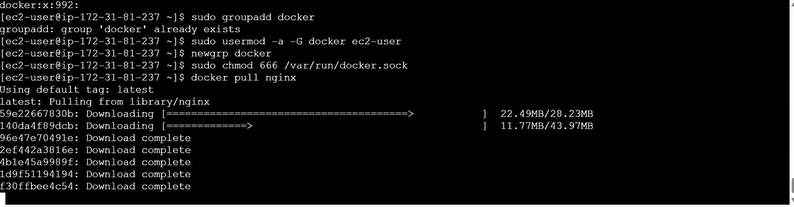 docker:x:992:
[ec2-user@ip-172-31-81-237 ~]$ sudo groupadd docker
groupadd: group 'docker' already exists
[ec2-user@ip-172-31-81-237 ~]$ sudo usermod -a -G docker ec2-user
[ec2-user@ip-172-31-81-237 ~]$ newgrp docker
[ec2-user@ip-172-31-81-237 ~]$ sudo chmod 666 /var/run/docker.sock
[ec2-user@ip-172-31-81-237 ~]$ docker pull nginx
Using default tag: latest
latest: Pulling from library/nginx
59e22667830b: Downloading [=======================================>           ]  22.49MB/28.23MB
140da4f89dcb: Downloading [=============>                                     ]  11.77MB/43.97MB
96e47e70491e: Download complete
2ef442a3816e: Download complete
4b1e45a9989f: Download complete
1d9f51194194: Download complete
f30ffbee4c54: Download complete